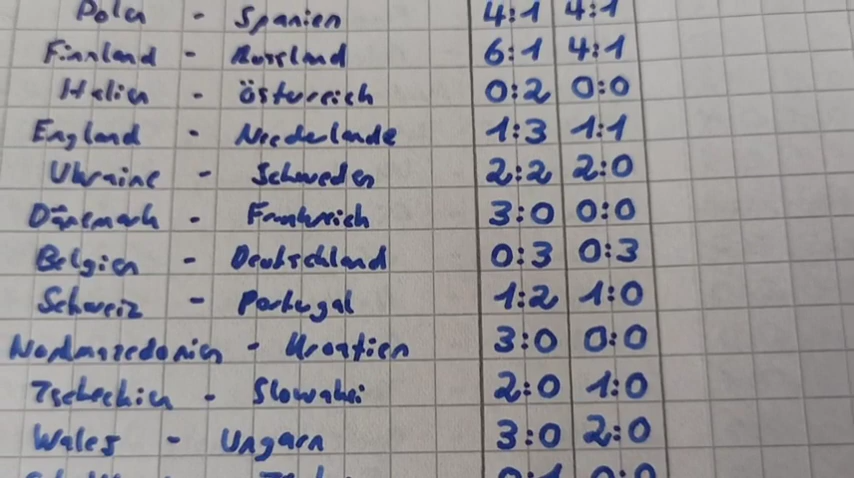 Polen - Spanien 4:1 4:1
Finnland - Russland 6:1 4:1
Italien - Österreich 0:2 0:0
England - Niederlande 1:3 1:1
Ukraine - Schweden 2:2 2:0
Dänemark - Frankreich 3:0 0:0
Belgien - Deutschland 0:3 0:3
Schweiz - Portugal 1:2 1:0
Nordmazedonien - Kroatien 3:0 0:0
Tschechien - Slowakei 2:0 1:0
Wales - Ungarn 3:0 2:0